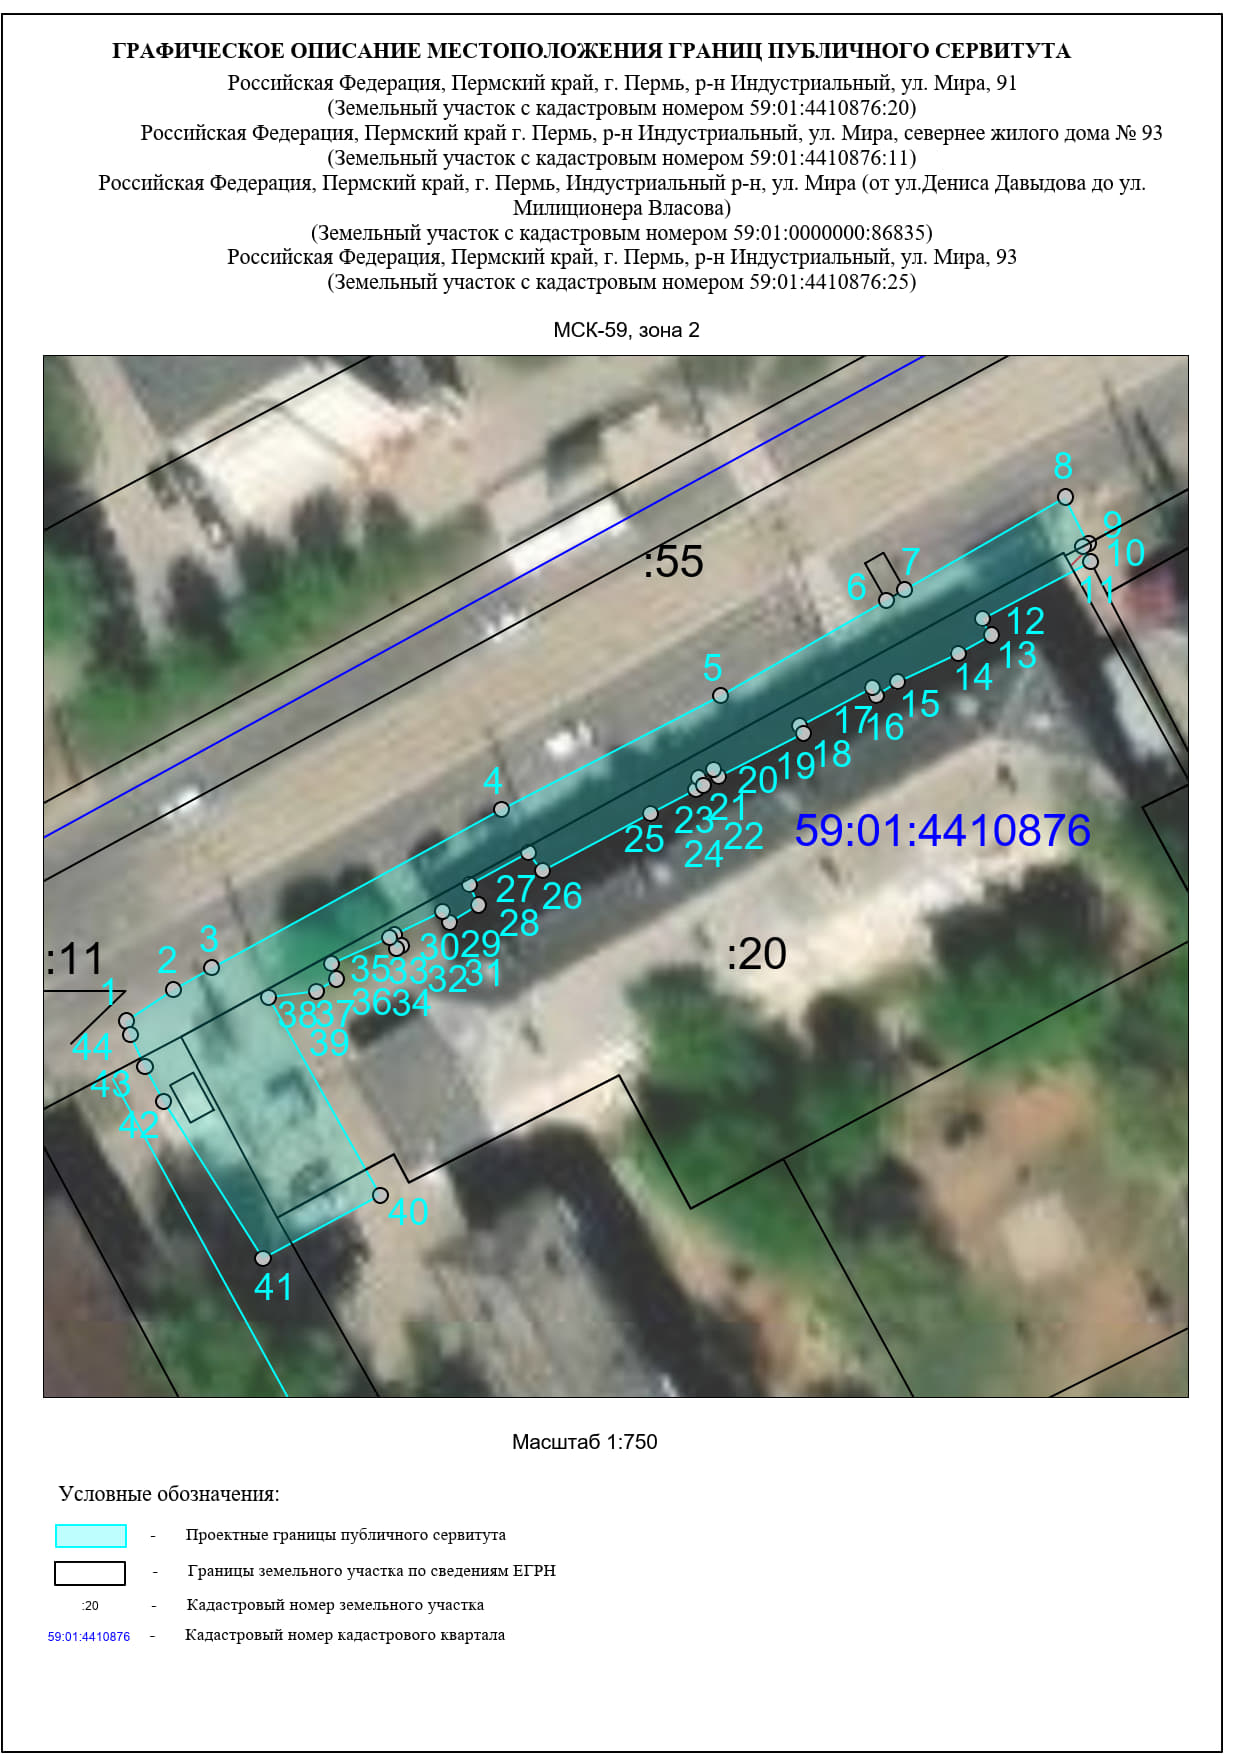 ГРАФИЧЕСКОЕ ОПИСАНИЕ МЕСТОПОЛОЖЕНИЯ ГРАНИЦ ПУБЛИЧНОГО СЕРВИТУТА
Российская Федерация, Пермский край, г. Пермь, р-н Индустриальный, ул. Мира, 91
(Земельный участок с кадастровым номером 59:01:4410876:20)
Российская Федерация, Пермский край г. Пермь, р-н Индустриальный, ул. Мира, севернее жилого дома № 93
(Земельный участок с кадастровым номером 59:01:4410876:11)
Российская Федерация, Пермский край, г. Пермь, Индустриальный р-н, ул. Мира (от ул.Дениса Давыдова до ул.
Милиционера Власова)
(Земельный участок с кадастровым номером 59:01:0000000:86835)
Российская Федерация, Пермский край, г. Пермь, р-н Индустриальный, ул. Мира, 93
(Земельный участок с кадастровым номером 59:01:4410876:25)
МСК-59, зона 2
8
9
10
:55
7
6
11
12
13
5
14
15
16
17
18
19
4
20
21
59:01:4410876
23
22
25
24
27
26
28
3
29
30
:20
:11
2
35
33
32
31
1
36
34
38
37
39
44
43
42
40
41
Масштаб 1:750
Условные обозначения:
- Проектные границы публичного сервитута
- Границы земельного участка по сведениям ЕГРН
:20 - Кадастровый номер земельного участка
59:01:4410876 - Кадастровый номер кадастрового квартала